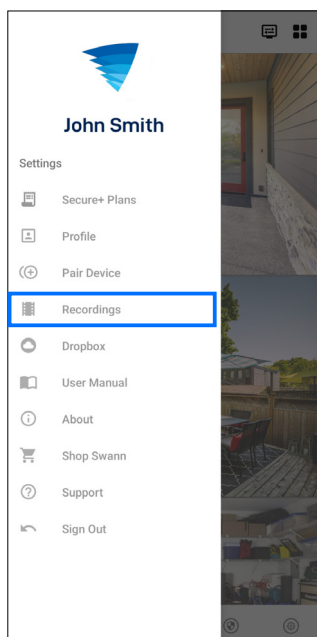 John Smith
Settings
Secure+ Plans
Profile
Pair Device
Recordings
Dropbox
User Manual
About
Shop Swann
Support
Sign Out